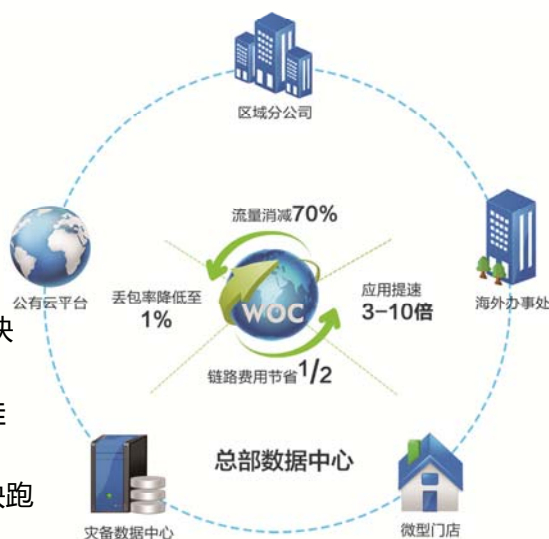 区域分公司
流量消减70%
公有云平台
丢包率降低至
1%
WOC
应用提速
3-10倍
海外办事处
快
链路费用节省1/2
总部数据中心
快跑
灾备数据中心
微型门店